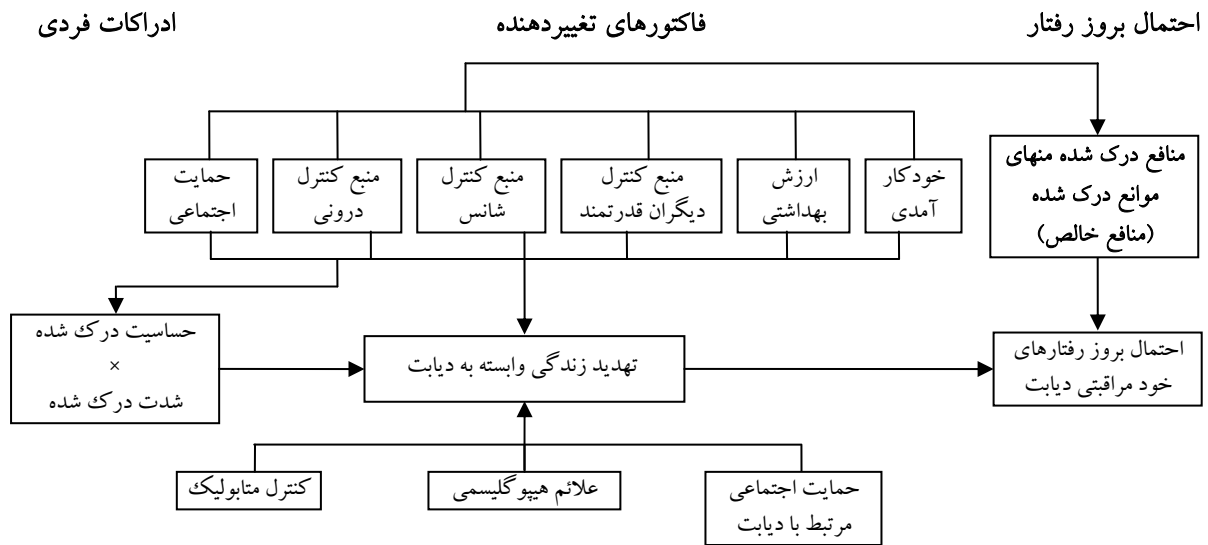 احتمال بروز رفتار
فاکتورهای تغییردهنده
ادراکات فردی
خودکار
آمدی
ارزش
بهداشتی
منبع کنترل
دیگران قدرتمند
منبع کنترل
شانس
منبع کنترل
درونی
حمایت
اجتماعی
منافع درک شده منهای
موانع درک شده
(منافع خالص)
حساسیت درک شده
×
شدت درک شده
تهدید زندگی وابسته به دیابت
احتمال بروز رفتارهای
خود مراقبتی دیابت
حمایت اجتماعی
مرتبط با دیابت
علائم هیپوگلیسمی
کنترل متابولیک